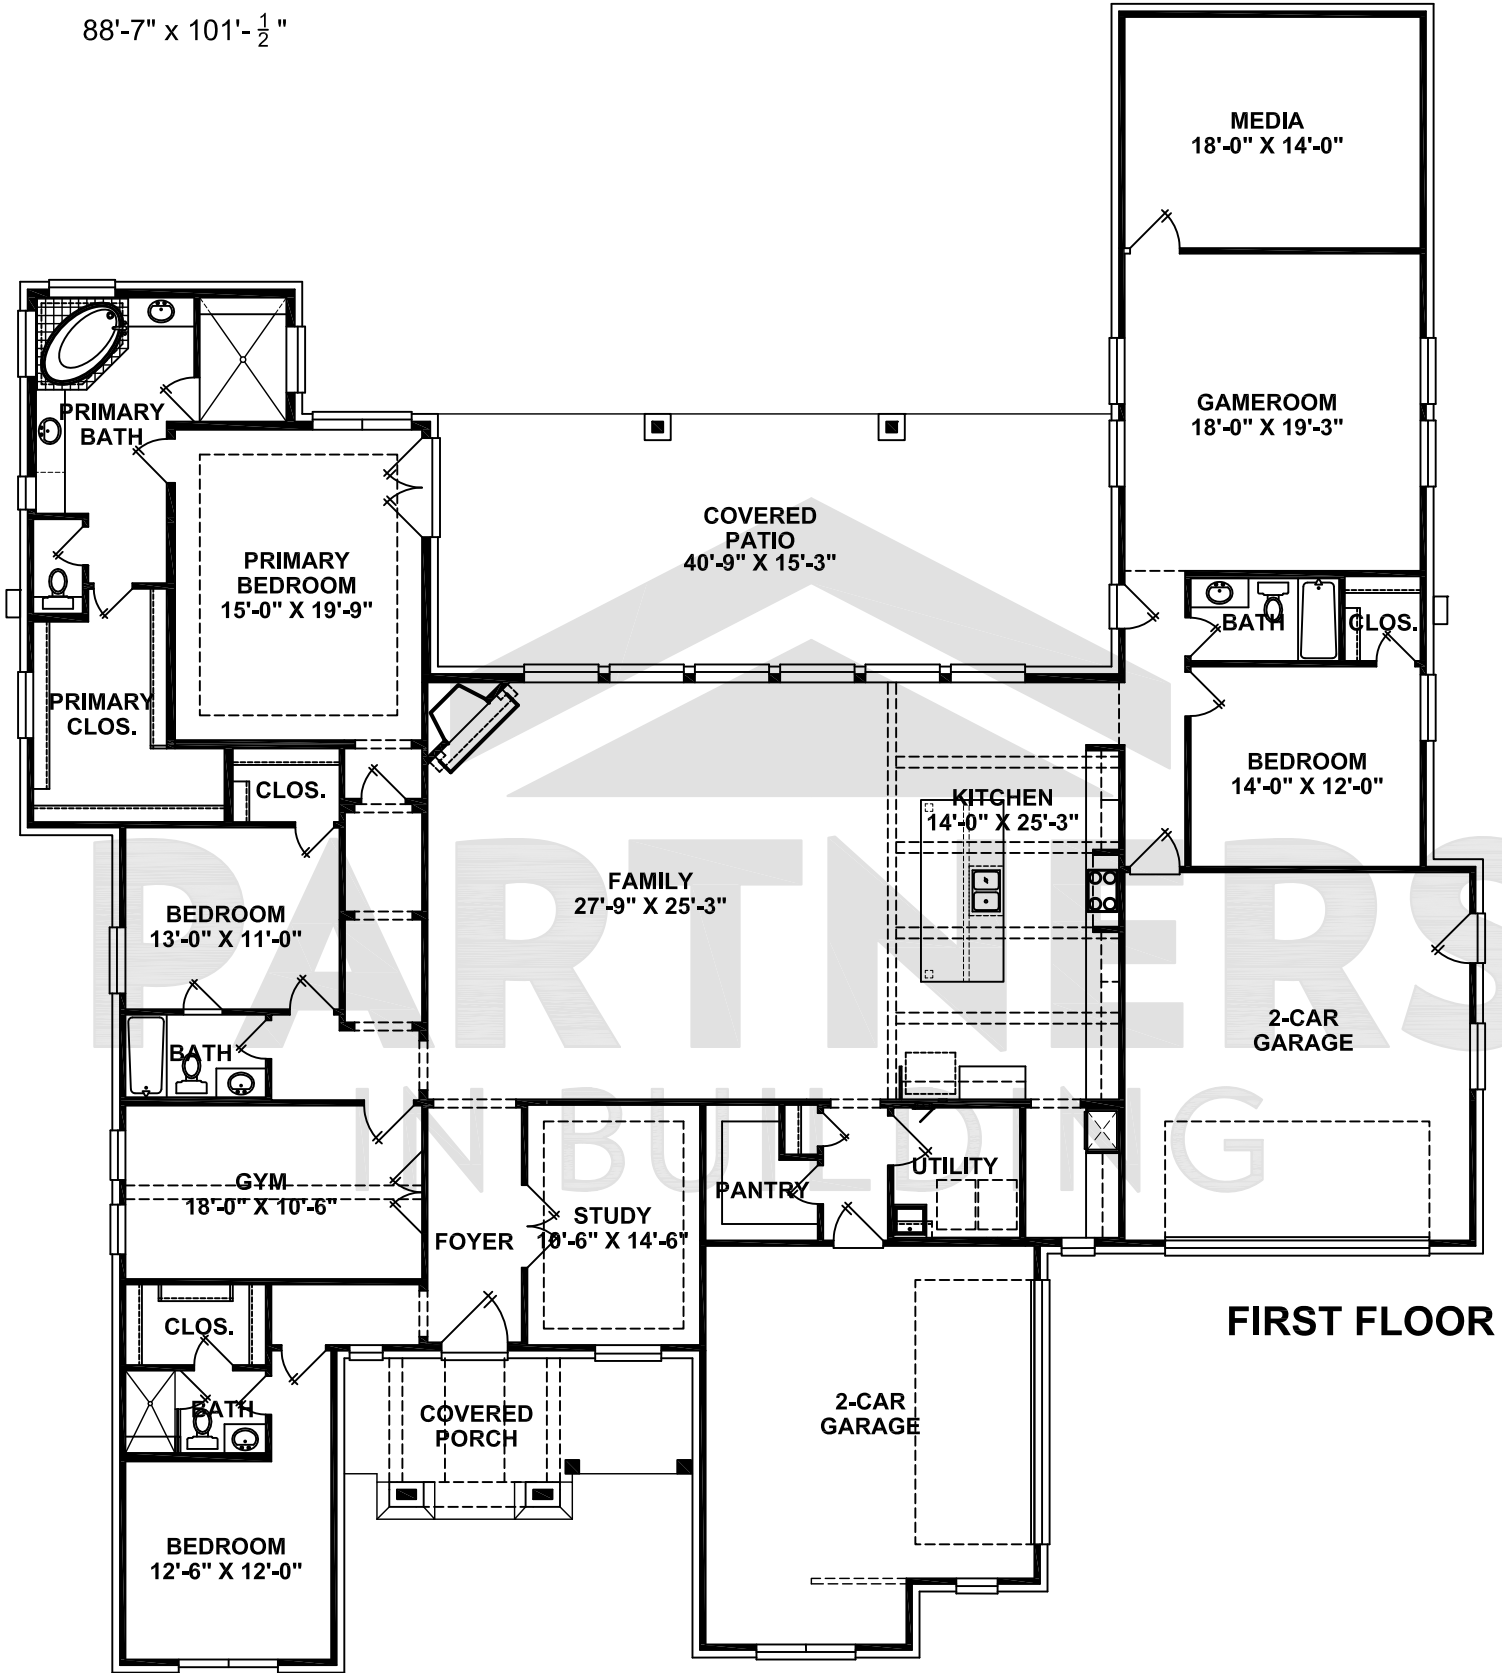 88'-7" x 101'-½"
MEDIA
18'-0" X 14'-0"
GAMEROOM
18'-0" X 19'-3"
PRIMARY
BATH
COVERED
PATIO
40'-9" X 15'-3"
PRIMARY
BEDROOM
15'-0" X 19'-9"
BATH
CLOS.
PRIMARY
CLOS.
BEDROOM
14'-0" X 12'-0"
CLOS.
KITCHEN
14'-0" X 25'-3"
FAMILY
27'-9" X 25'-3"
BEDROOM
13'-0" X 11'-0"
PARTNERS
IN BUILDING
2-CAR
GARAGE
BATH
GYM
18'-0" X 10'-6"
FOYER
STUDY
10'-6" X 14'-6"
PANTRY
UTILITY
FIRST FLOOR
CLOS.
BATH
COVERED
PORCH
2-CAR
GARAGE
BEDROOM
12'-6" X 12'-0"